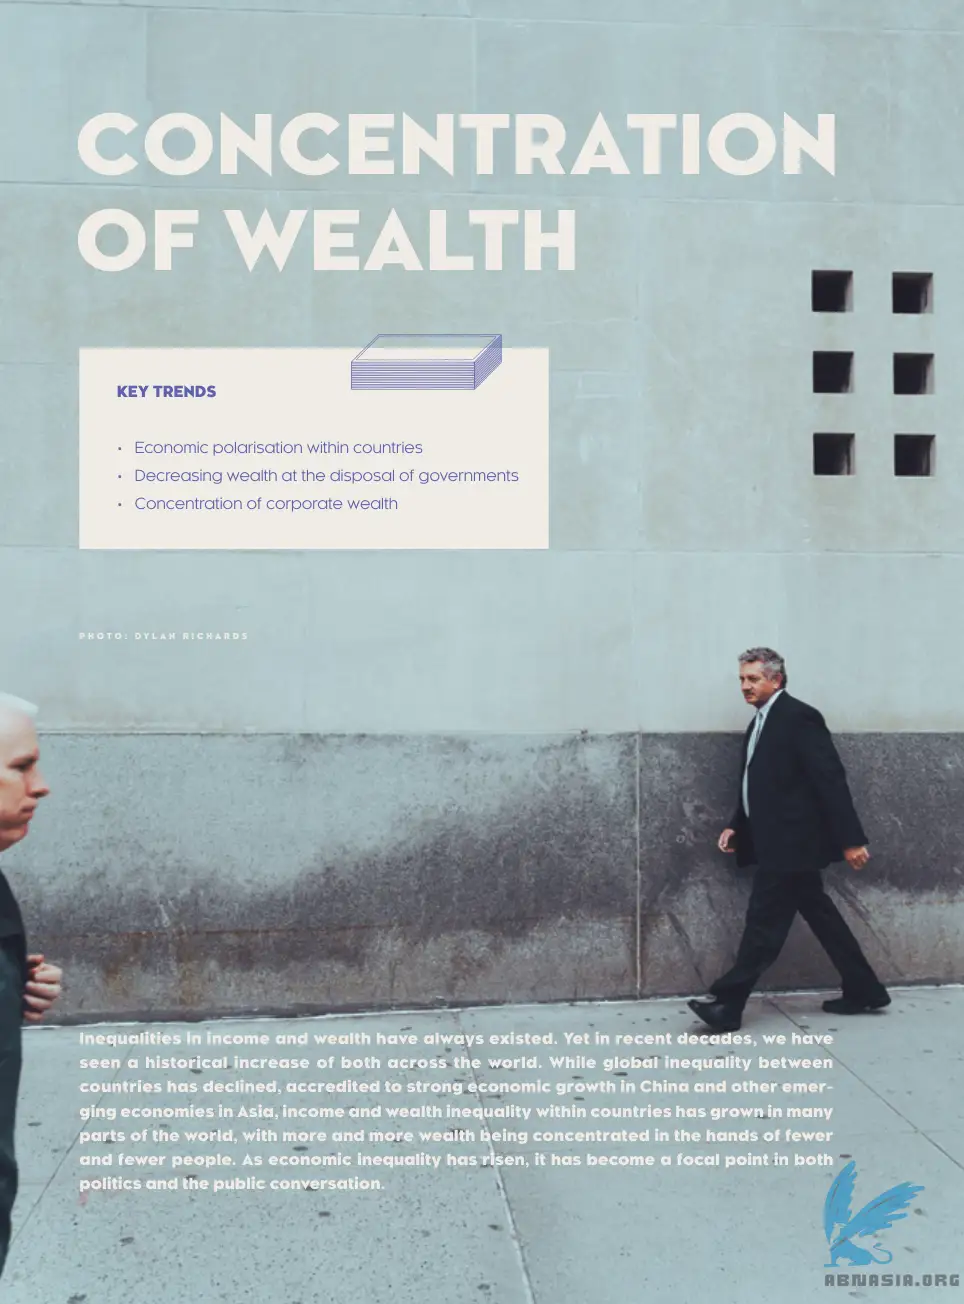 CONCENTRATION
OF WEALTH
KEY TRENDS
• Economic polarisation within countries
• Decreasing wealth at the disposal of governments
• Concentration of corporate wealth
PHOTO: DYLAN RICHARDS
Inequalities in income and wealth have always existed. Yet in recent decades, we have
seen a historical increase of both across the world. While global inequality between
countries has declined, accredited to strong economic growth in China and other emer-
ging economies in Asia, income and wealth inequality within countries has grown in many
parts of the world, with more and more wealth being concentrated in the hands of fewer
and fewer people. As economic inequality has risen, it has become a focal point in both
politics and the public conversation.
ABNASIA.ORG